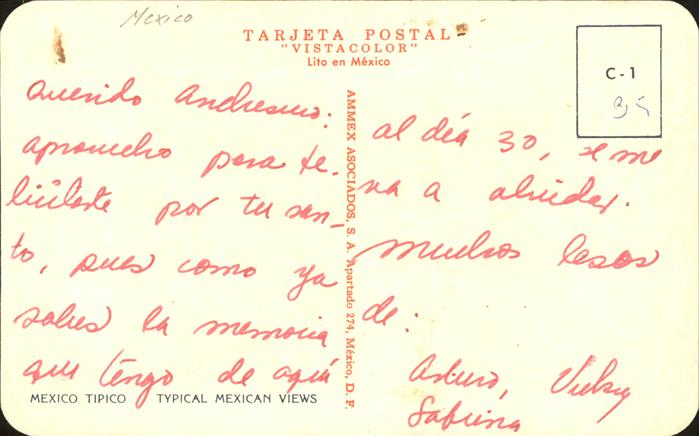 Mexico
TARJETA POSTAL
"VISTACOLOR"
Lito en México
C-1
Querido Andresucu:
aprovecho para fe-
licitarte por tu san-
to, pues como ya
sabes la memoria
que tengo de aquí
al día 30, se me
va a olvidar.
Muchos besos
de:
Arturo, Vicky
Sabrina
AMMEX ASOCIADOS, S. A. Apartado 274, México, D. F.
MEXICO TIPICO TYPICAL MEXICAN VIEWS